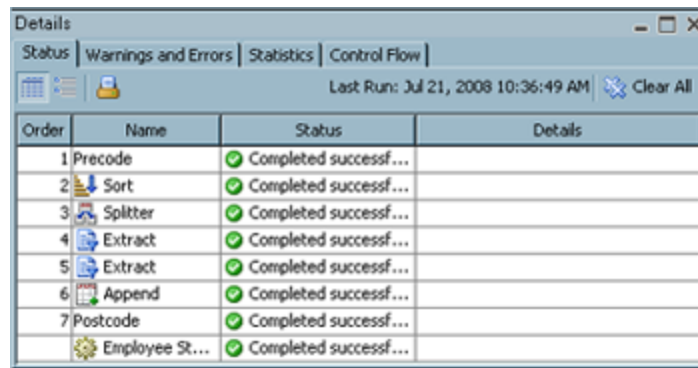 Details
Status Warnings and Errors Statistics Control Flow
Last Run: Jul 21, 2008 10:36:49 AM Clear All
Order Name Status Details
1 Precode Completed successf...
2 Sort Completed successf...
3 Splitter Completed successf...
4 Extract Completed successf...
5 Extract Completed successf...
6 Append Completed successf...
7 Postcode Completed successf...
Employee St... Completed successf...